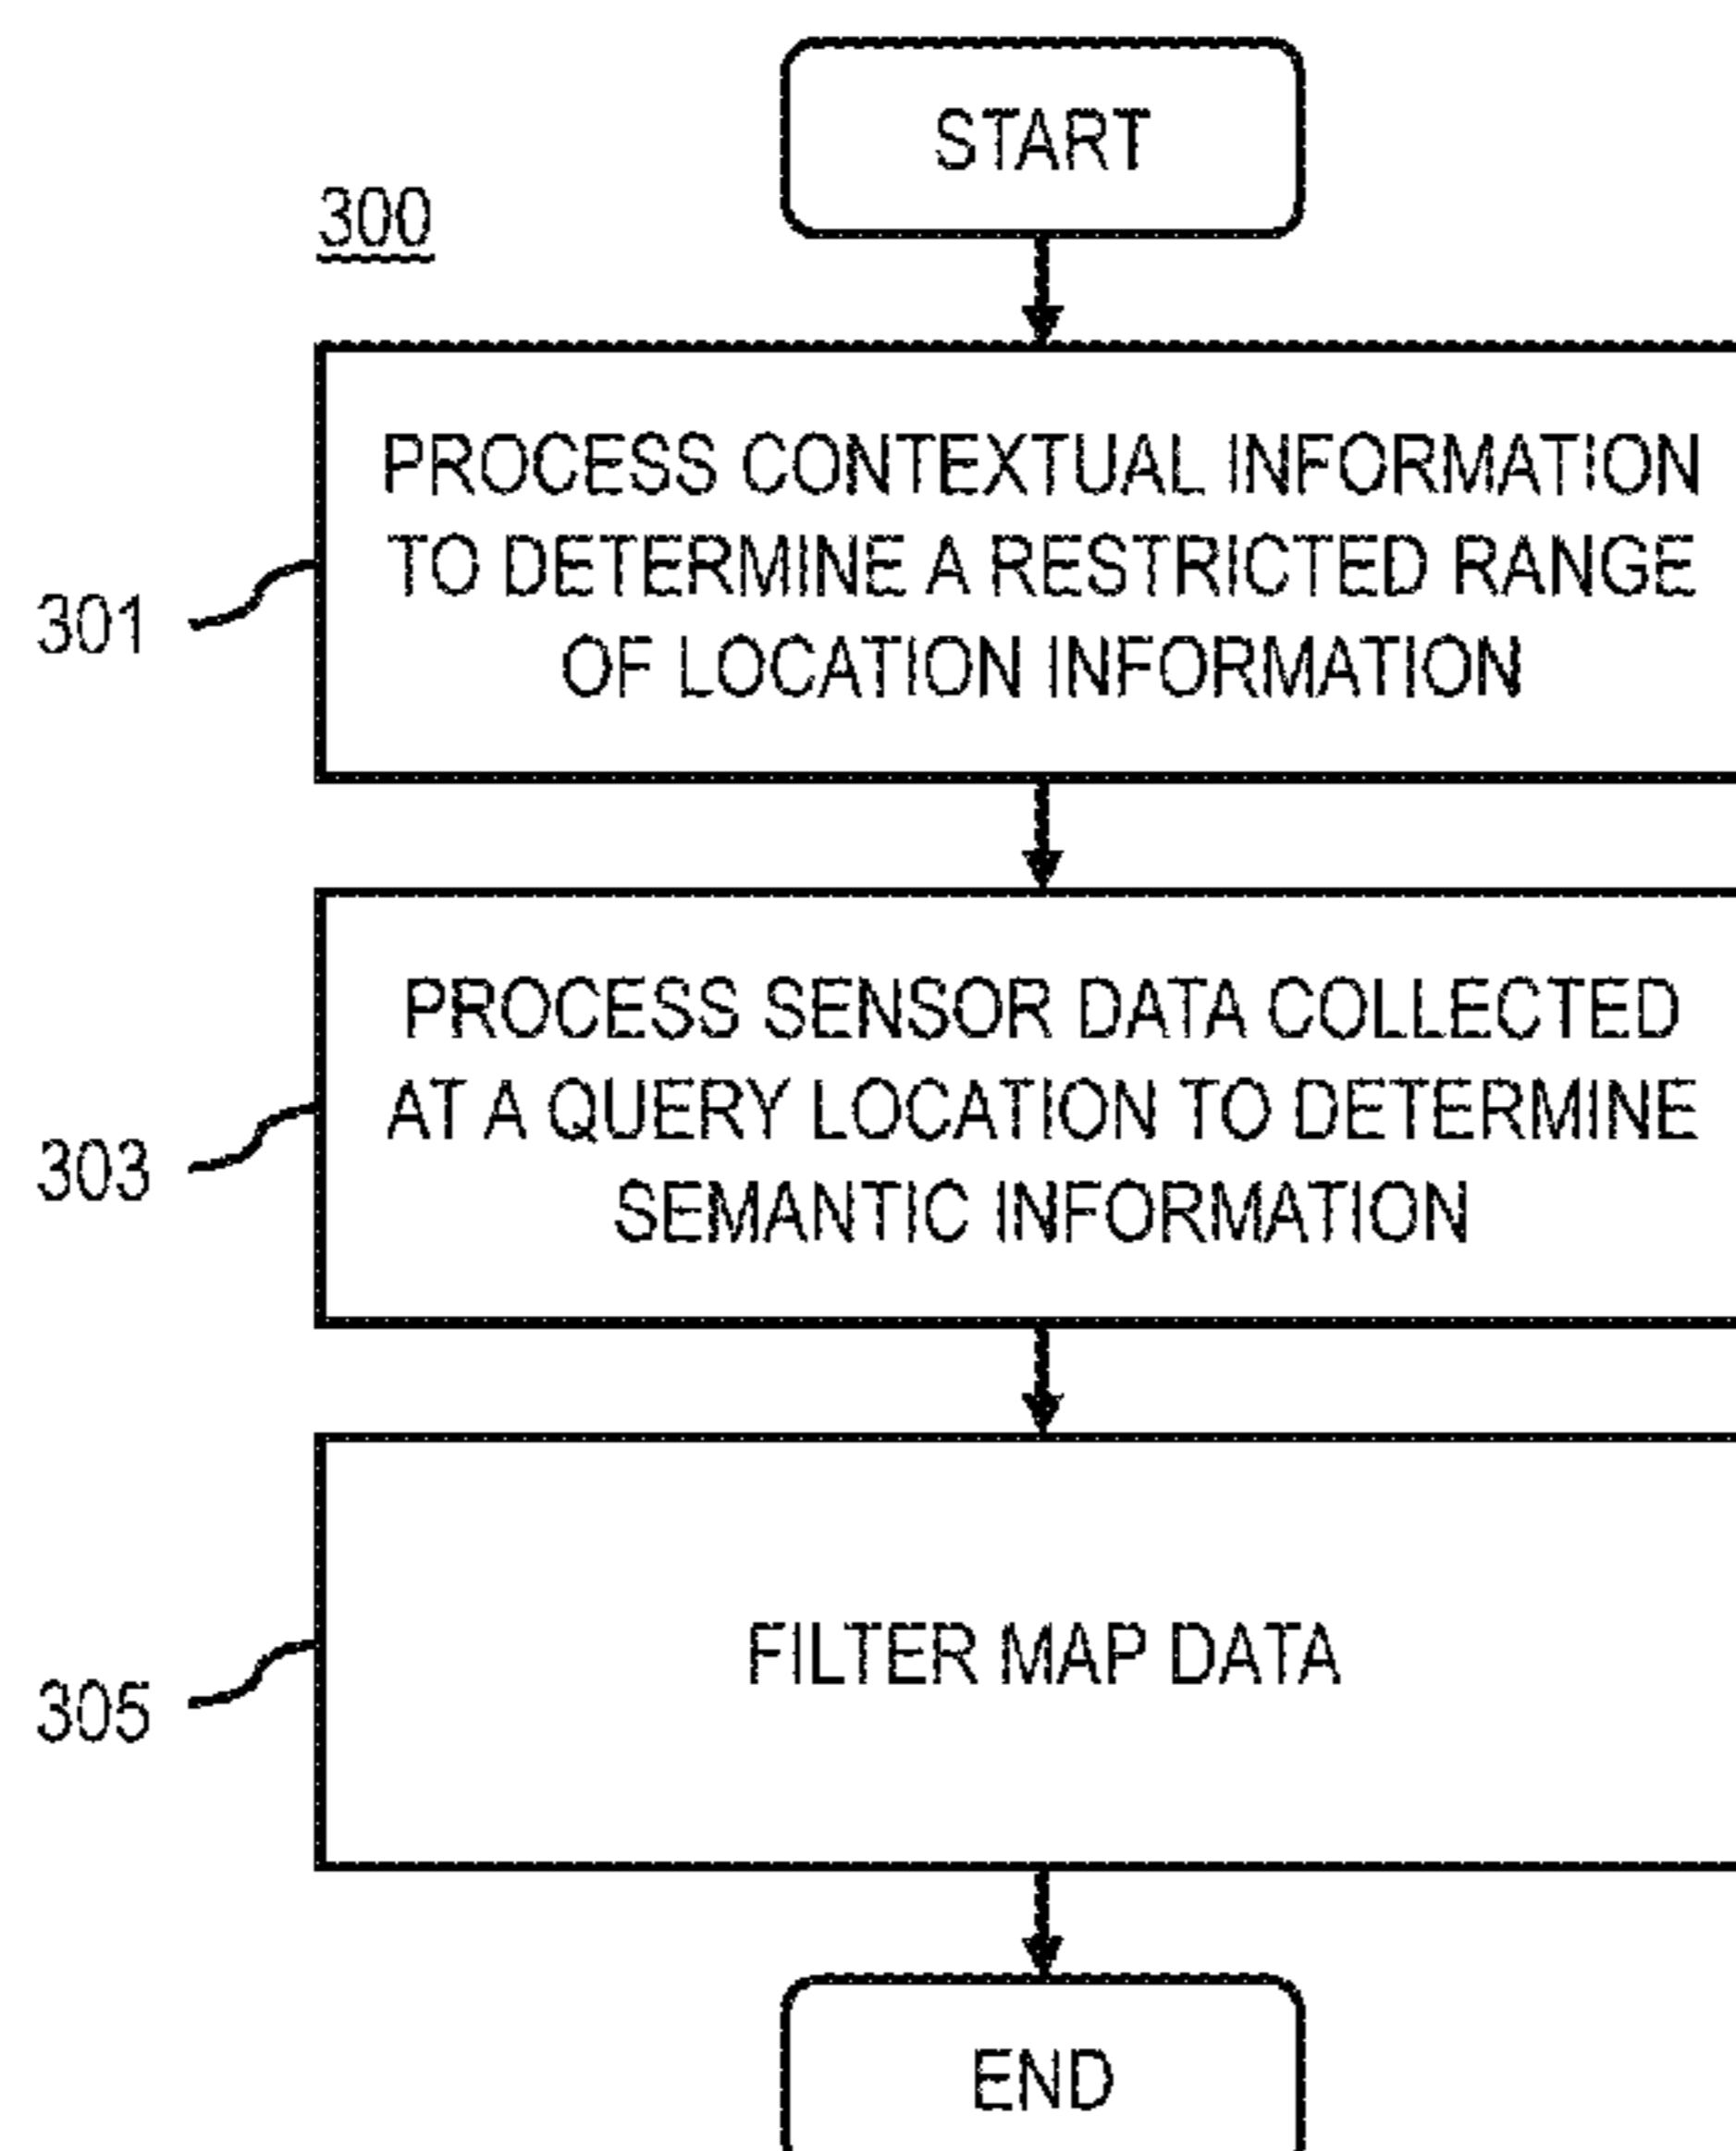 START
300
PROCESS CONTEXTUAL INFORMATION
TO DETERMINE A RESTRICTED RANGE
OF LOCATION INFORMATION
301
PROCESS SENSOR DATA COLLECTED
AT A QUERY LOCATION TO DETERMINE
SEMANTIC INFORMATION
303
FILTER MAP DATA
305
END